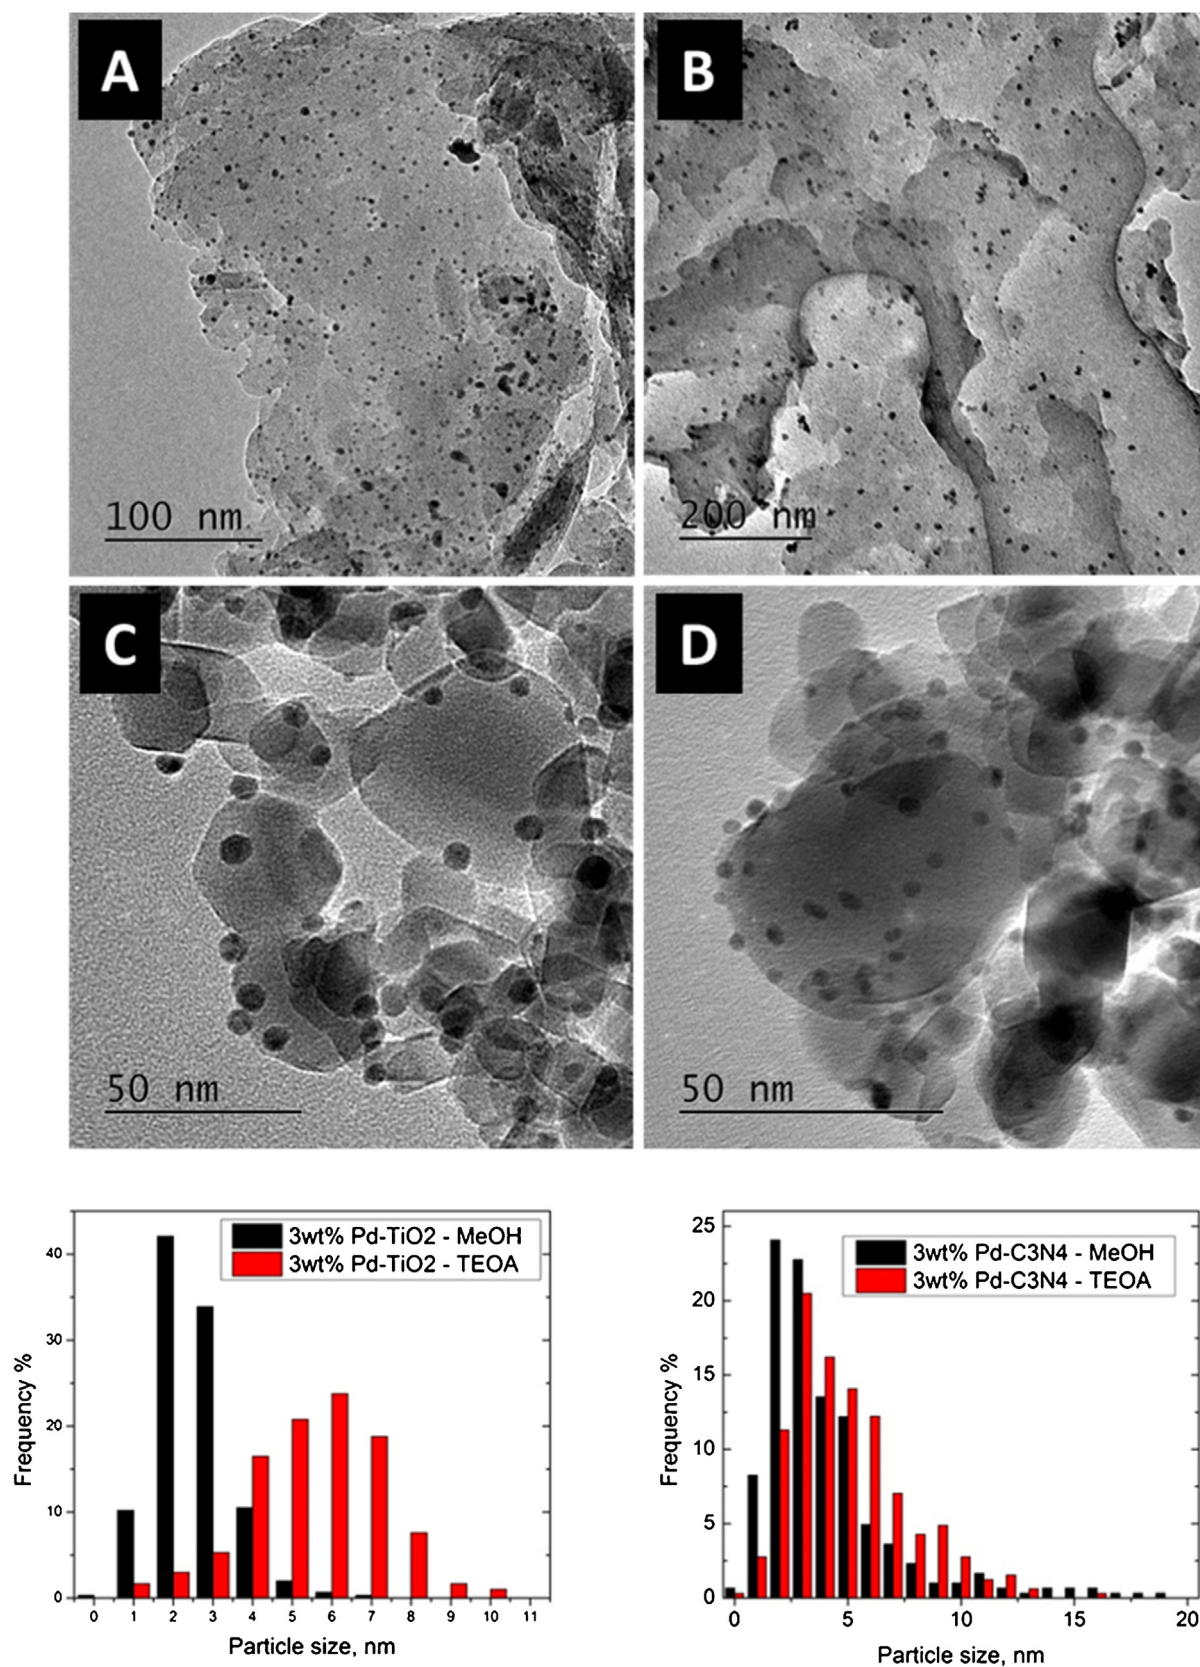 A
B
100 nm
200 nm
C
D
50 nm
50 nm
3wt% Pd-TiO2 - MeOH
3wt% Pd-TiO2 - TEOA
40
30
20
10
0
Frequency %
0 1 2 3 4 5 6 7 8 9 10 11
Particle size, nm
3wt% Pd-C3N4 - MeOH
3wt% Pd-C3N4 - TEOA
25
20
15
10
5
0
Frequency %
0 5 10 15 20
Particle size, nm